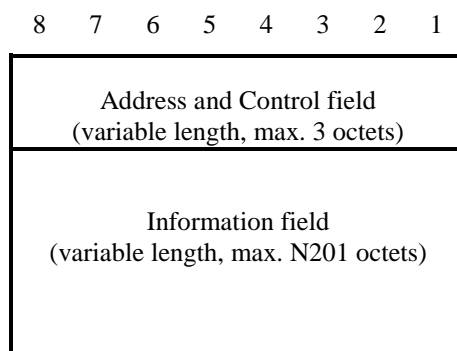 8 7 6 5 4 3 2 1
Address and Control field
(variable length, max. 3 octets)
Information field
(variable length, max. N201 octets)